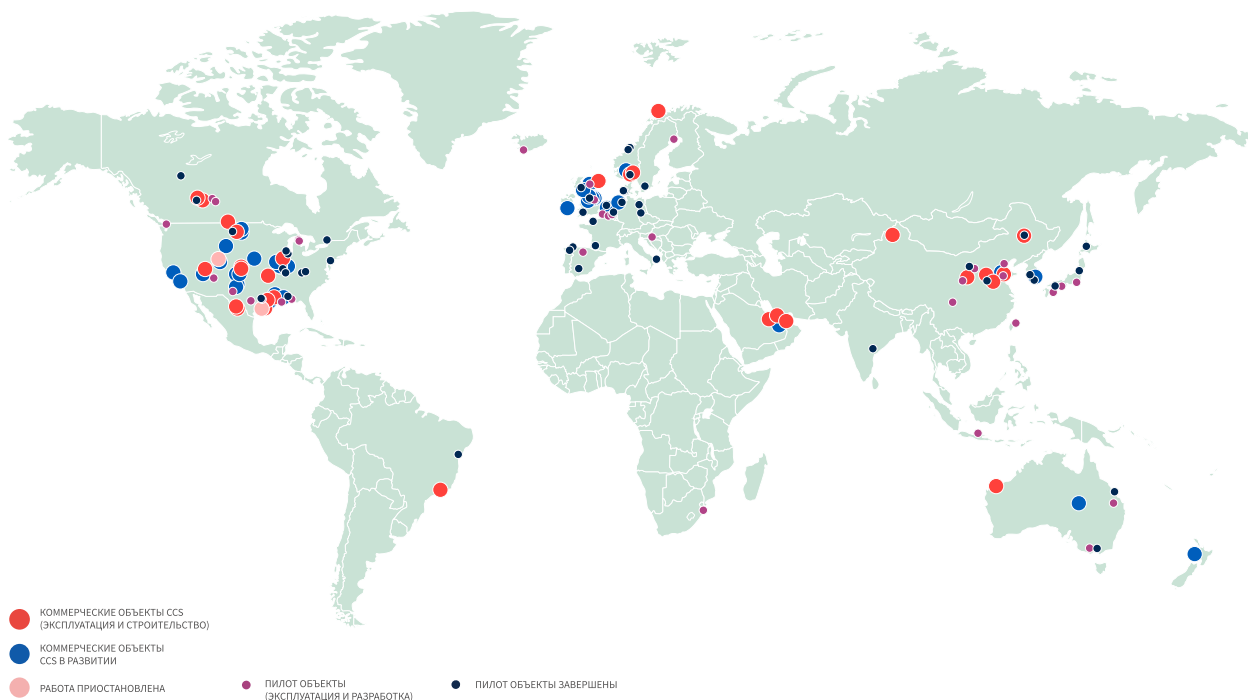 КОММЕРЧЕСКИЕ ОБЪЕКТЫ CCS
(ЭКСПЛУАТАЦИЯ И СТРОИТЕЛЬСТВО)
КОММЕРЧЕСКИЕ ОБЪЕКТЫ
CCS В РАЗВИТИИ
РАБОТА ПРИОСТАНОВЛЕНА
ПИЛОТ ОБЪЕКТЫ
(ЭКСПЛУАТАЦИЯ И РАЗРАБОТКА)
ПИЛОТ ОБЪЕКТЫ ЗАВЕРШЕНЫ